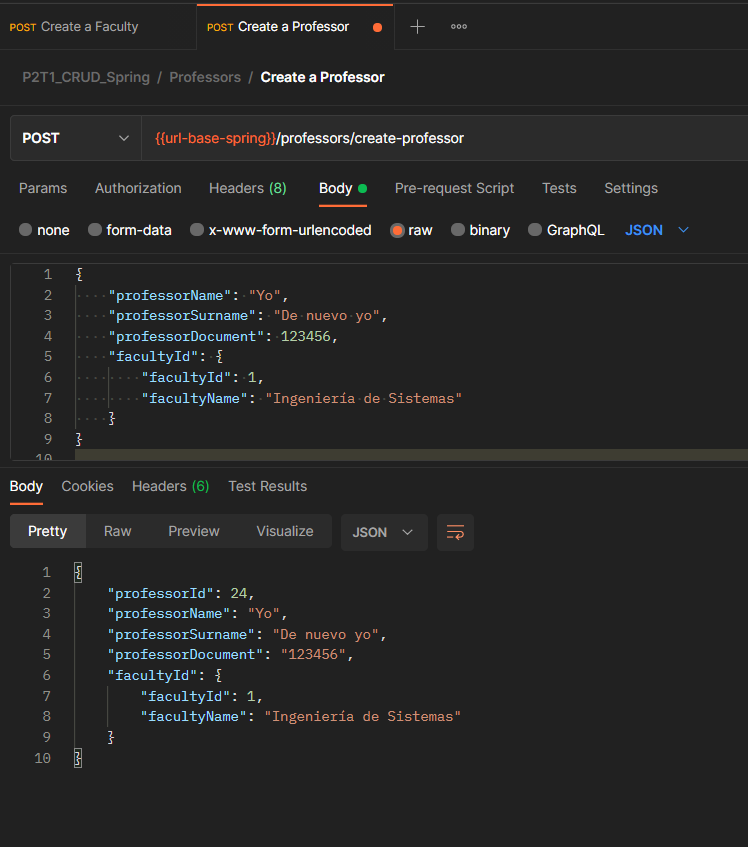 POST Create a Faculty
POST Create a Professor
P2T1_CRUD_Spring / Professors / Create a Professor
POST
{{url-base-spring}}/professors/create-professor
Params Authorization Headers (8) Body Pre-request Script Tests Settings
none form-data x-www-form-urlencoded raw binary GraphQL JSON
1 {
2 "professorName": "Yo",
3 "professorSurname": "De nuevo yo",
4 "professorDocument": 123456,
5 "facultyId": {
6 "facultyId": 1,
7 "facultyName": "Ingeniería de Sistemas"
8 }
9 }
10
Body Cookies Headers (6) Test Results
Pretty Raw Preview Visualize JSON
1 {
2 "professorId": 24,
3 "professorName": "Yo",
4 "professorSurname": "De nuevo yo",
5 "professorDocument": "123456",
6 "facultyId": {
7 "facultyId": 1,
8 "facultyName": "Ingeniería de Sistemas"
9 }
10 }